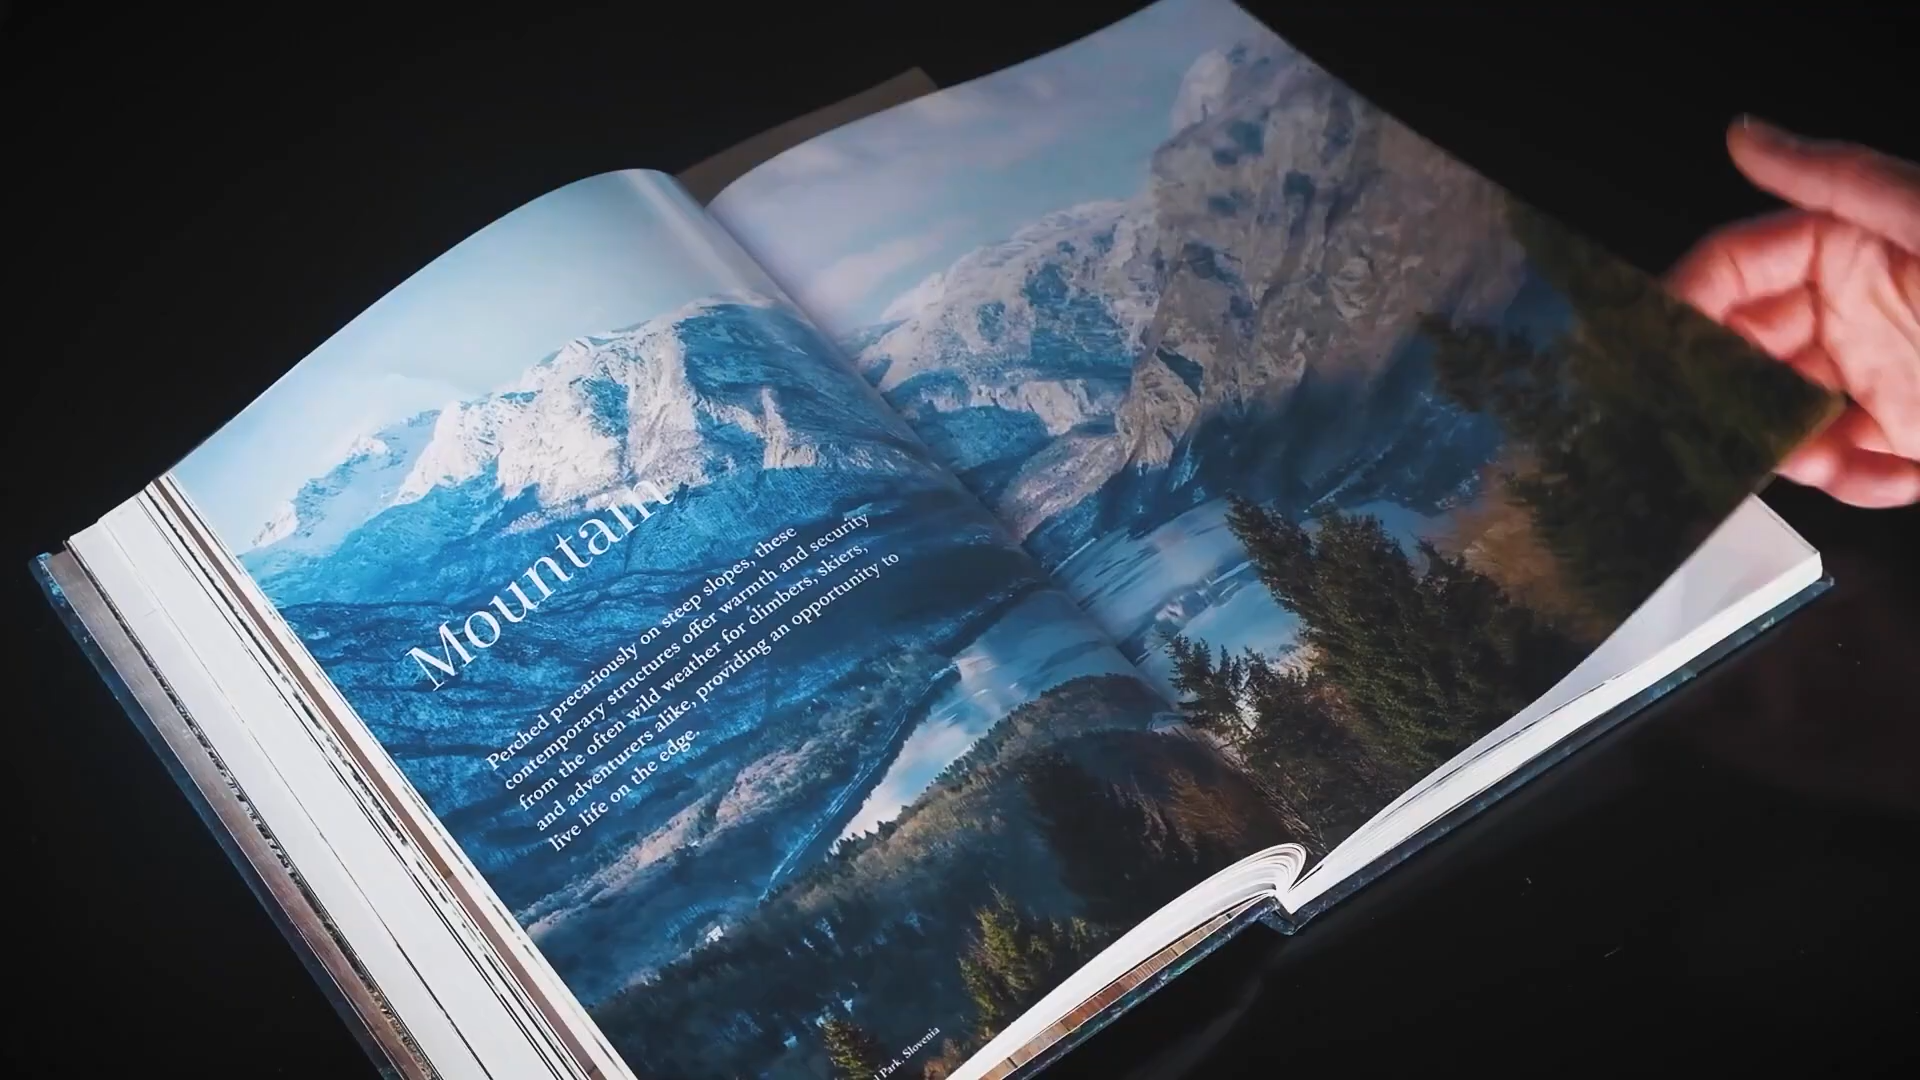 Mountain
Perched precariously on steep slopes, these
contemporary structures offer warmth and security
from the often wild weather for climbers, skiers,
and adventurers alike, providing an opportunity to
live life on the edge.
Park, Slovenia